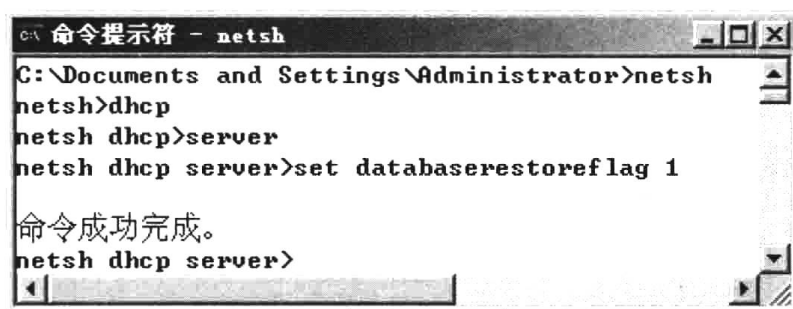 命令提示符 - netsh
C:\Documents and Settings\Administrator>netsh
netsh>dhcp
netsh dhcp>server
netsh dhcp server>set databaserestoreflag 1
命令成功完成。
netsh dhcp server>